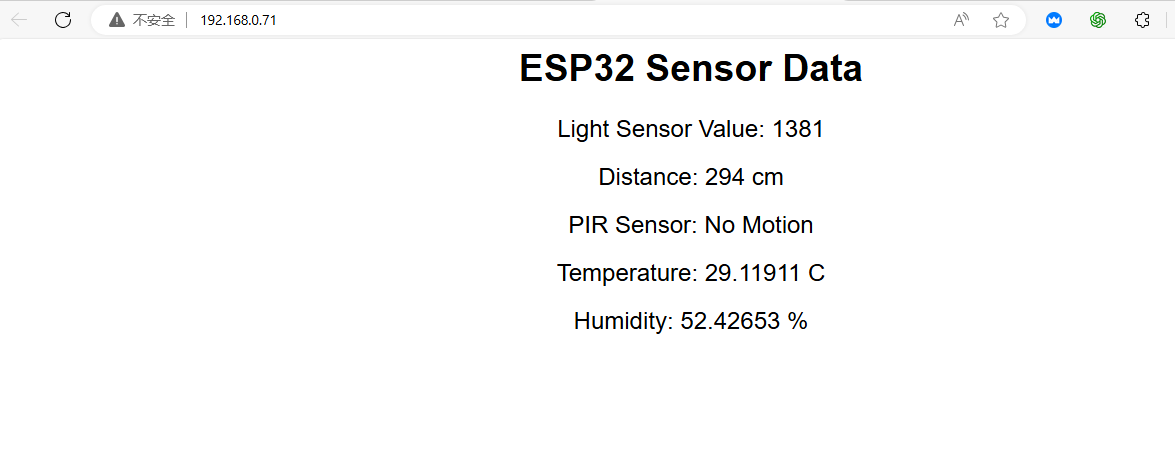 不安全 192.168.0.71
ESP32 Sensor Data
Light Sensor Value: 1381
Distance: 294 cm
PIR Sensor: No Motion
Temperature: 29.11911 C
Humidity: 52.42653 %